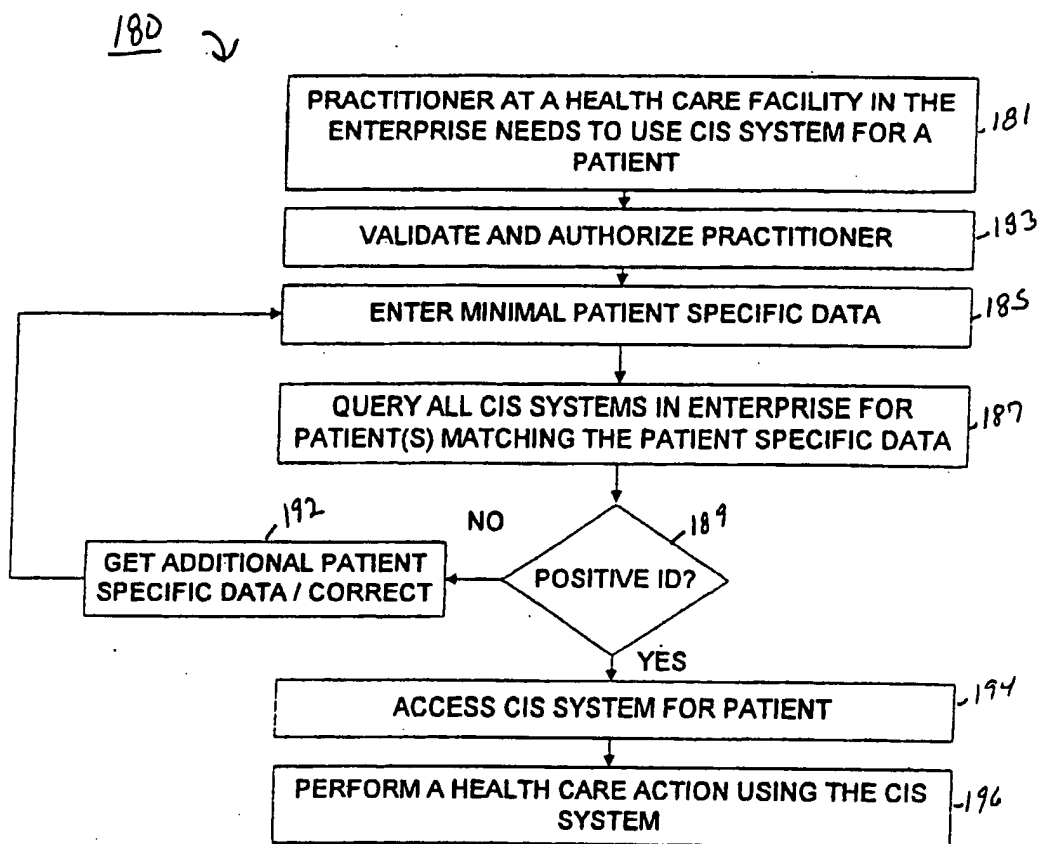 180
PRACTITIONER AT A HEALTH CARE FACILITY IN THE
ENTERPRISE NEEDS TO USE CIS SYSTEM FOR A
PATIENT
181
VALIDATE AND AUTHORIZE PRACTITIONER
183
ENTER MINIMAL PATIENT SPECIFIC DATA
185
QUERY ALL CIS SYSTEMS IN ENTERPRISE FOR
PATIENT(S) MATCHING THE PATIENT SPECIFIC DATA
187
192
NO
189
GET ADDITIONAL PATIENT
SPECIFIC DATA / CORRECT
POSITIVE ID?
YES
ACCESS CIS SYSTEM FOR PATIENT
194
PERFORM A HEALTH CARE ACTION USING THE CIS
SYSTEM
196